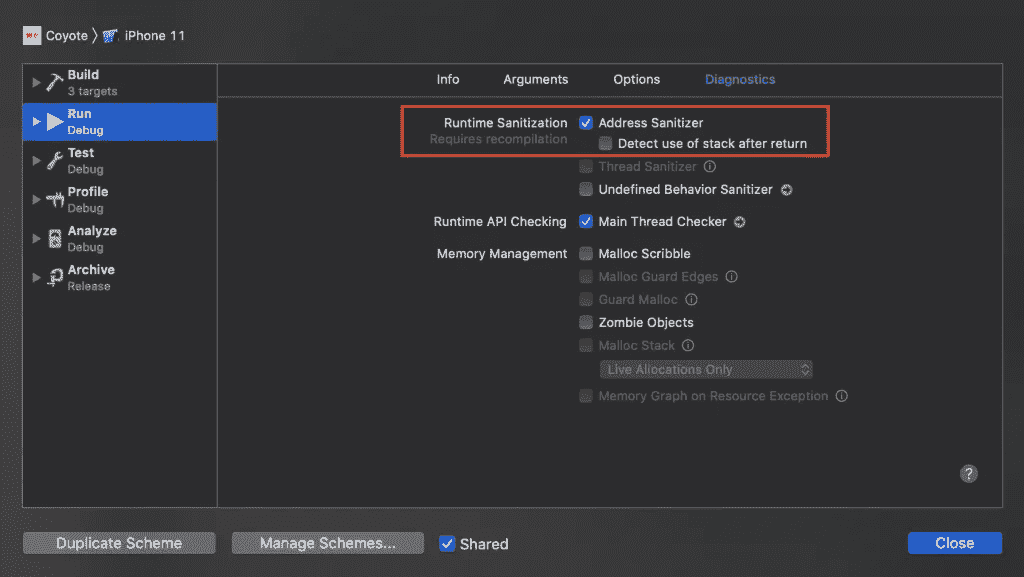 Coyote 〉 iPhone 11
Build
3 targets
Run
Debug
Test
Debug
Profile
Debug
Analyze
Debug
Archive
Release
Info Arguments Options Diagnostics
Runtime Sanitization Address Sanitizer
Requires recompilation
Detect use of stack after return
Thread Sanitizer
Undefined Behavior Sanitizer
Runtime API Checking Main Thread Checker
Memory Management Malloc Scribble
Malloc Guard Edges
Guard Malloc
Zombie Objects
Malloc Stack
Live Allocations Only
Memory Graph on Resource Exception
?
Duplicate Scheme Manage Schemes... Shared Close